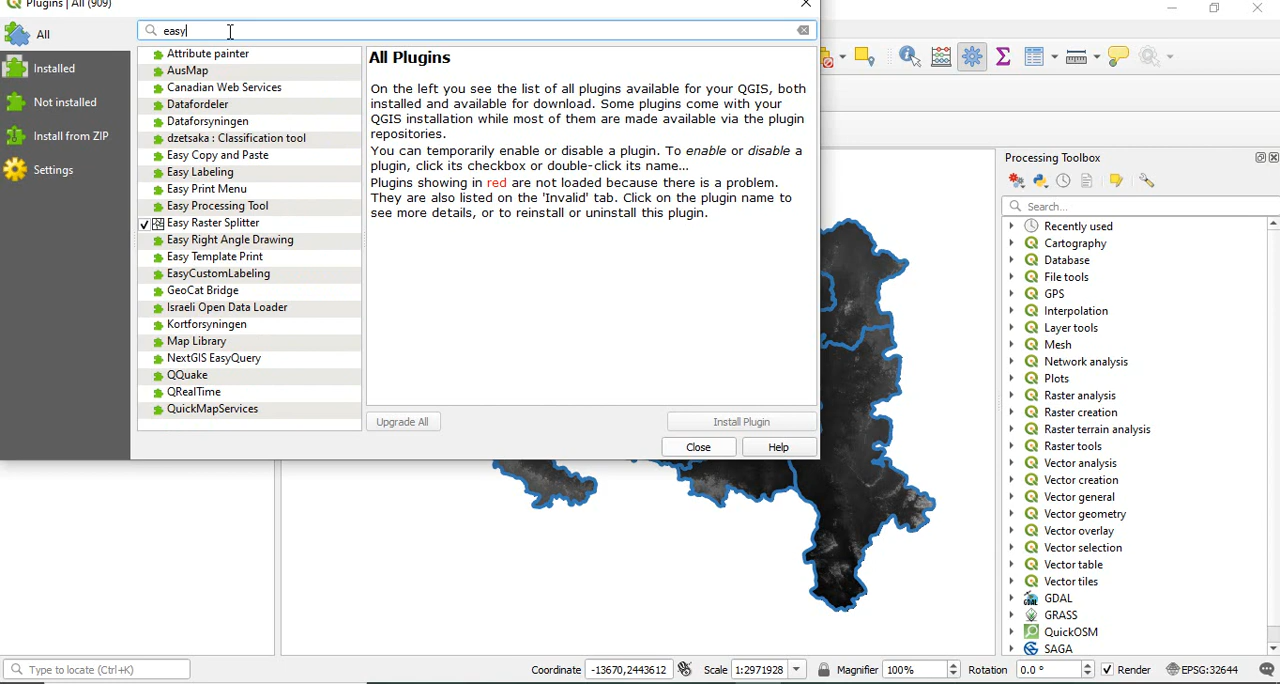 Plugins | All (909)
easy
All
Installed
Not installed
Install from ZIP
Settings
Attribute painter
AusMap
Canadian Web Services
Datafordeler
Dataforsyningen
dzetsaka : Classification tool
Easy Copy and Paste
Easy Labeling
Easy Print Menu
Easy Processing Tool
Easy Raster Splitter
Easy Right Angle Drawing
Easy Template Print
EasyCustomLabeling
GeoCat Bridge
Israeli Open Data Loader
Kortforsyningen
Map Library
NextGIS EasyQuery
QQuake
QRealTime
QuickMapServices
All Plugins
On the left you see the list of all plugins available for your QGIS, both
installed and available for download. Some plugins come with your
QGIS installation while most of them are made available via the plugin
repositories.
You can temporarily enable or disable a plugin. To enable or disable a
plugin, click its checkbox or double-click its name...
Plugins showing in red are not loaded because there is a problem.
They are also listed on the 'Invalid' tab. Click on the plugin name to
see more details, or to reinstall or uninstall this plugin.
Upgrade All
Install Plugin
Close
Help
Processing Toolbox
Search...
Recently used
Cartography
Database
File tools
GPS
Interpolation
Layer tools
Mesh
Network analysis
Plots
Raster analysis
Raster creation
Raster terrain analysis
Raster tools
Vector analysis
Vector creation
Vector general
Vector geometry
Vector overlay
Vector selection
Vector table
Vector tiles
GDAL
GRASS
QuickOSM
SAGA
Type to locate (Ctrl+K)
Coordinate -13670,2443612
Scale 1:2971928
Magnifier 100%
Rotation 0.0 °
Render
EPSG:32644